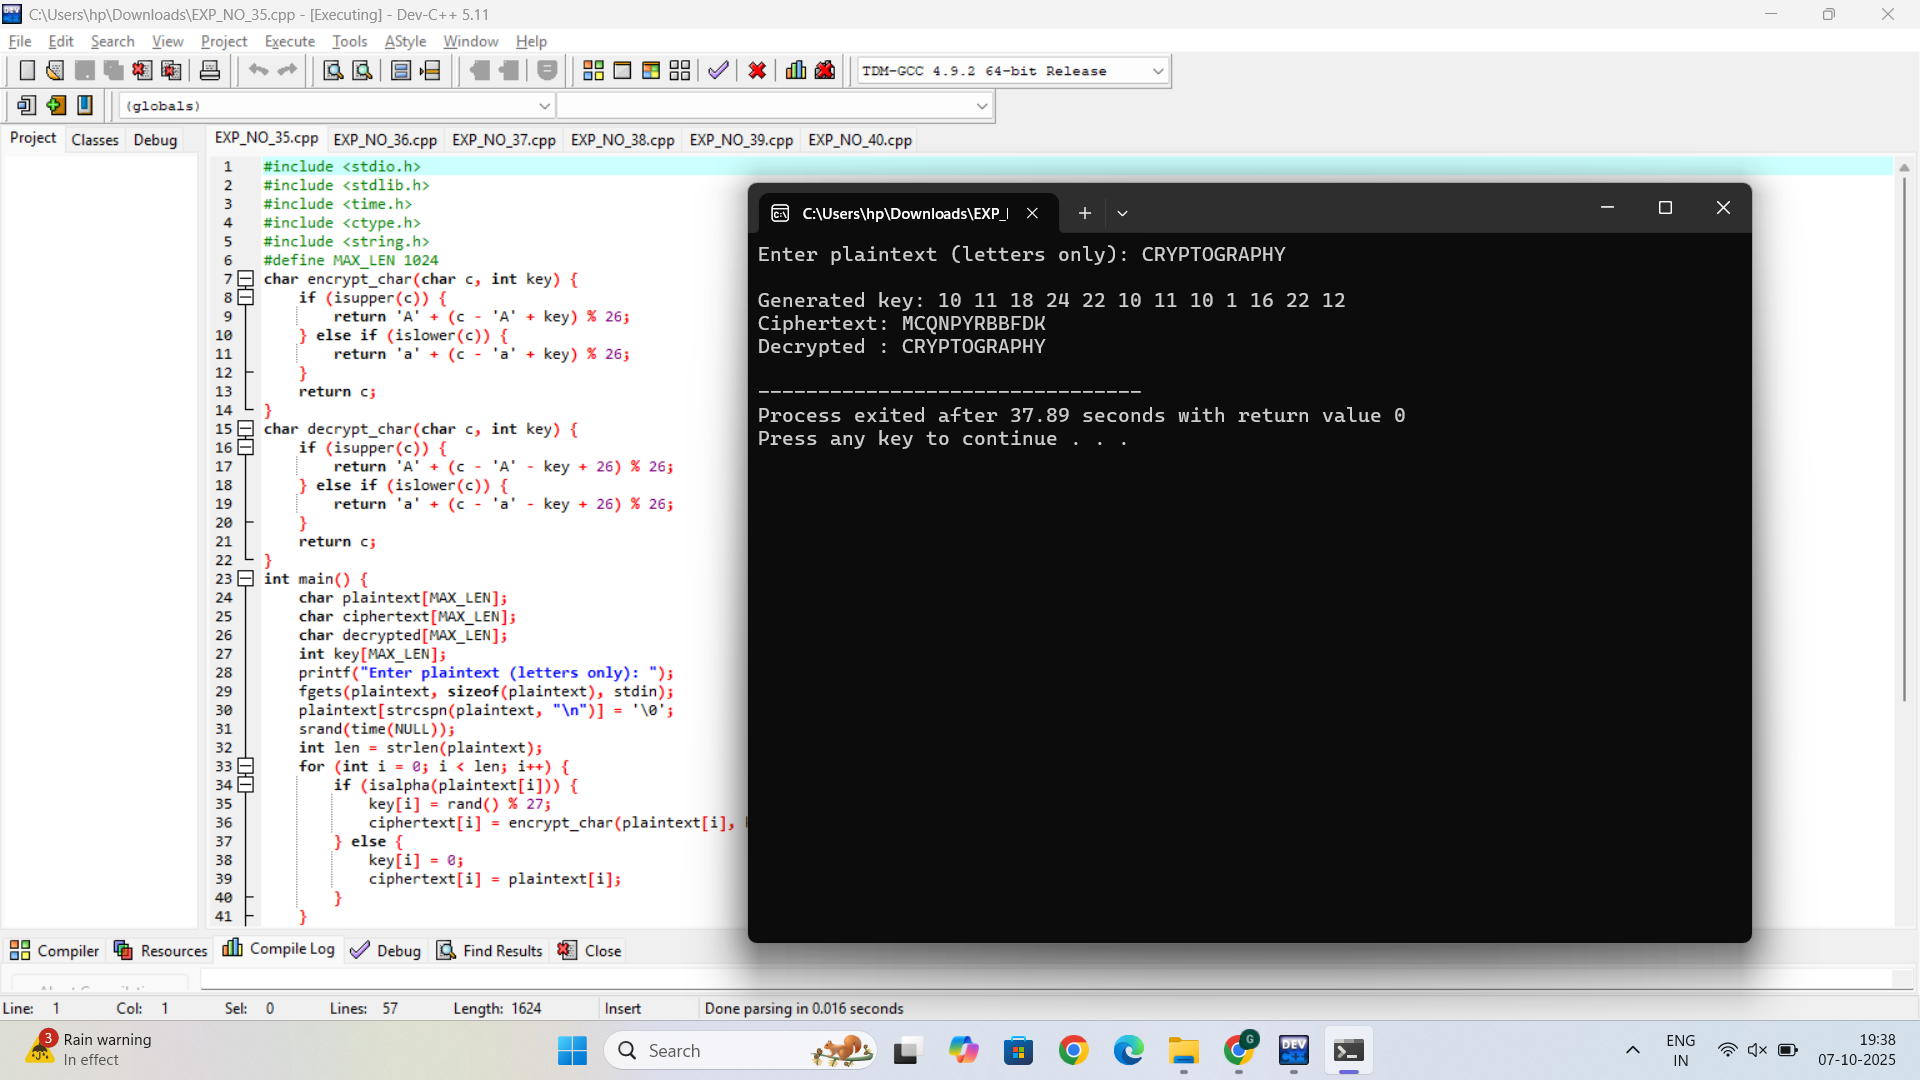 C:\Users\hp\Downloads\EXP_NO_35.cpp - [Executing] - Dev-C++ 5.11
File Edit Search View Project Execute Tools AStyle Window Help
TDM-GCC 4.9.2 64-bit Release
(globals)
Project Classes Debug
EXP_NO_35.cpp EXP_NO_36.cpp EXP_NO_37.cpp EXP_NO_38.cpp EXP_NO_39.cpp EXP_NO_40.cpp
1 #include <stdio.h>
2 #include <stdlib.h>
3 #include <time.h>
4 #include <ctype.h>
5 #include <string.h>
6 #define MAX_LEN 1024
7 char encrypt_char(char c, int key) {
8 if (isupper(c)) {
9 return 'A' + (c - 'A' + key) % 26;
10 } else if (islower(c)) {
11 return 'a' + (c - 'a' + key) % 26;
12 }
13 return c;
14 }
15 char decrypt_char(char c, int key) {
16 if (isupper(c)) {
17 return 'A' + (c - 'A' - key + 26) % 26;
18 } else if (islower(c)) {
19 return 'a' + (c - 'a' - key + 26) % 26;
20 }
21 return c;
22 }
23 int main() {
24 char plaintext[MAX_LEN];
25 char ciphertext[MAX_LEN];
26 char decrypted[MAX_LEN];
27 int key[MAX_LEN];
28 printf("Enter plaintext (letters only): ");
29 fgets(plaintext, sizeof(plaintext), stdin);
30 plaintext[strcspn(plaintext, "\n")] = '\0';
31 srand(time(NULL));
32 int len = strlen(plaintext);
33 for (int i = 0; i < len; i++) {
34 if (isalpha(plaintext[i])) {
35 key[i] = rand() % 27;
36 ciphertext[i] = encrypt_char(plaintext[i],
37 } else {
38 key[i] = 0;
39 ciphertext[i] = plaintext[i];
40 }
41 }
C:\Users\hp\Downloads\EXP_
Enter plaintext (letters only): CRYPTOGRAPHY
Generated key: 10 11 18 24 22 10 11 10 1 16 22 12
Ciphertext: MCQNPYRBBFDK
Decrypted : CRYPTOGRAPHY
--------------------------------
Process exited after 37.89 seconds with return value 0
Press any key to continue . . .
Compiler Resources Compile Log Debug Find Results Close
Line: 1 Col: 1 Sel: 0 Lines: 57 Length: 1624 Insert Done parsing in 0.016 seconds
3 Rain warning
In effect
Search
G
DEV
ENG
IN
19:38
07-10-2025